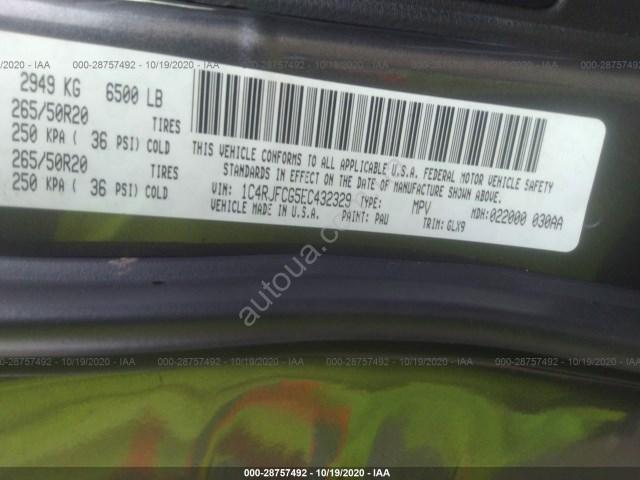 000-28757492 - 10/19/2020 - IAA
2949 KG 6500 LB
265/50R20 TIRES
250 KPA ( 36 PSI) COLD
265/50R20 TIRES
250 KPA ( 36 PSI) COLD
THIS VEHICLE CONFORMS TO ALL APPLICABLE U.S.A. FEDERAL MOTOR VEHICLE SAFETY
STANDARDS IN EFFECT ON THE DATE OF MANUFACTURE SHOWN ABOVE.
VIN: 1C4RJFCG5EC432329 TYPE: MPV MDH:022000 030AA
VEHICLE MADE IN U.S.A. PAINT: PAU TRIM: GLX9
autoua.com
000-28757492 - 10/19/2020 - IAA
000-28757492 - 10/19/2020 - IAA